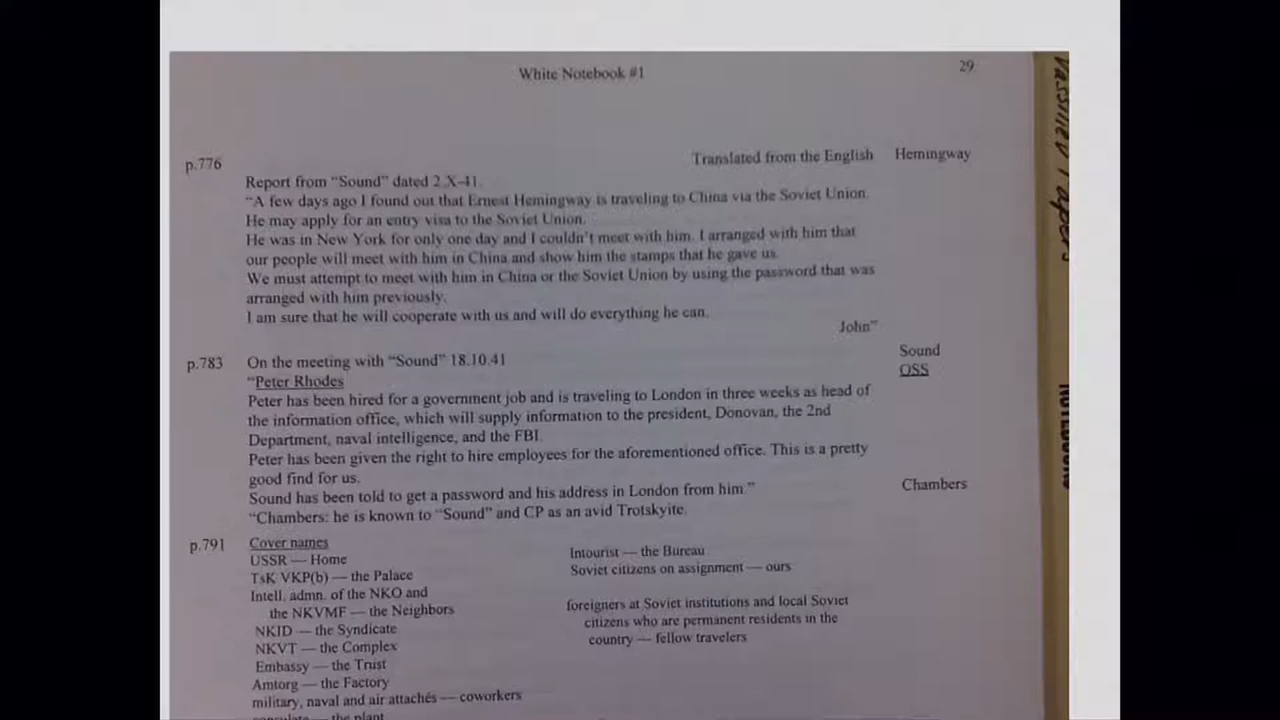 White Notebook #1
29
p.776
Translated from the English Hemingway
Report from “Sound” dated 2.X-41.
“A few days ago I found out that Ernest Hemingway is traveling to China via the Soviet Union.
He may apply for an entry visa to the Soviet Union.
He was in New York for only one day and I couldn’t meet with him. I arranged with him that
our people will meet with him in China and show him the stamps that he gave us.
We must attempt to meet with him in China or the Soviet Union by using the password that was
arranged with him previously.
I am sure that he will cooperate with us and will do everything he can.
John”
p.783 On the meeting with “Sound” 18.10.41
Sound
OSS
“Peter Rhodes
Peter has been hired for a government job and is traveling to London in three weeks as head of
the information office, which will supply information to the president, Donovan, the 2nd
Department, naval intelligence, and the FBI.
Peter has been given the right to hire employees for the aforementioned office. This is a pretty
good find for us.
Sound has been told to get a password and his address in London from him.”
Chambers
“Chambers: he is known to “Sound” and CP as an avid Trotskyite.
p.791 Cover names
USSR — Home
TsK VKP(b) — the Palace
Intell. admn. of the NKO and
the NKVMF — the Neighbors
NKID — the Syndicate
NKVT — the Complex
Embassy — the Trust
Amtorg — the Factory
military, naval and air attachés — coworkers
consulate — the plant
Intourist — the Bureau
Soviet citizens on assignment — ours
foreigners at Soviet institutions and local Soviet
citizens who are permanent residents in the
country — fellow travelers
Vassiliev Papers